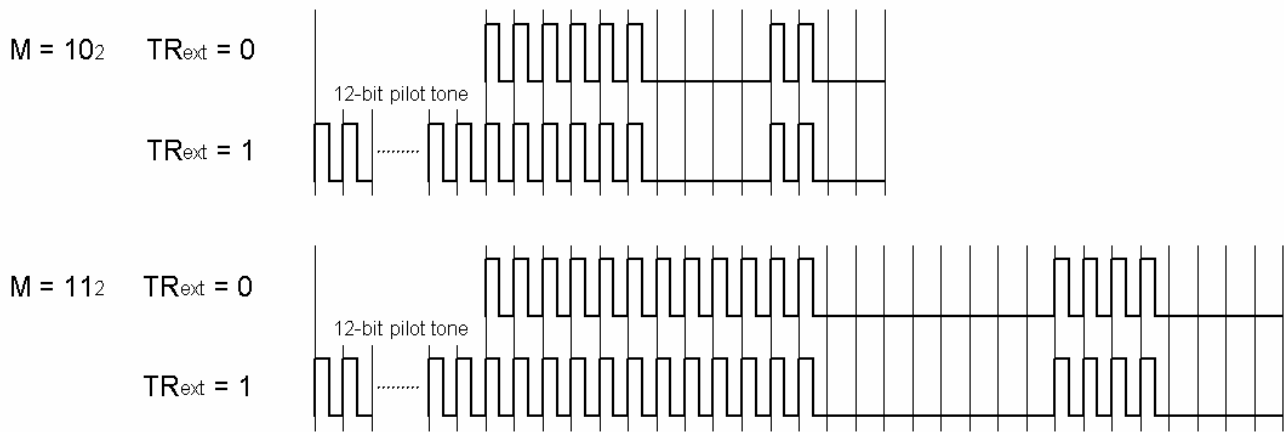 M = 10₂ TRext = 0
12-bit pilot tone
TRext = 1
M = 11₂ TRext = 0
12-bit pilot tone
TRext = 1